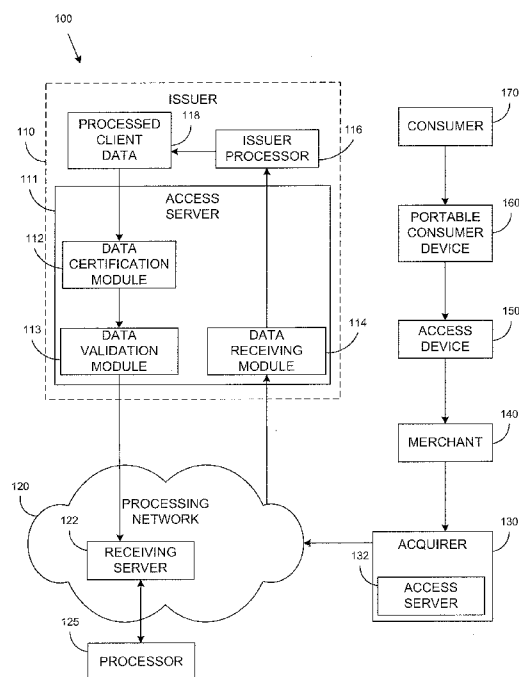 100
ISSUER
118
PROCESSED
CLIENT
DATA
110
116
ISSUER
PROCESSOR
111
ACCESS
SERVER
112
DATA
CERTIFICATION
MODULE
113
DATA
VALIDATION
MODULE
DATA
RECEIVING
MODULE
114
170
CONSUMER
160
PORTABLE
CONSUMER
DEVICE
150
ACCESS
DEVICE
140
MERCHANT
120
PROCESSING
NETWORK
122
RECEIVING
SERVER
130
ACQUIRER
132
ACCESS
SERVER
125
PROCESSOR